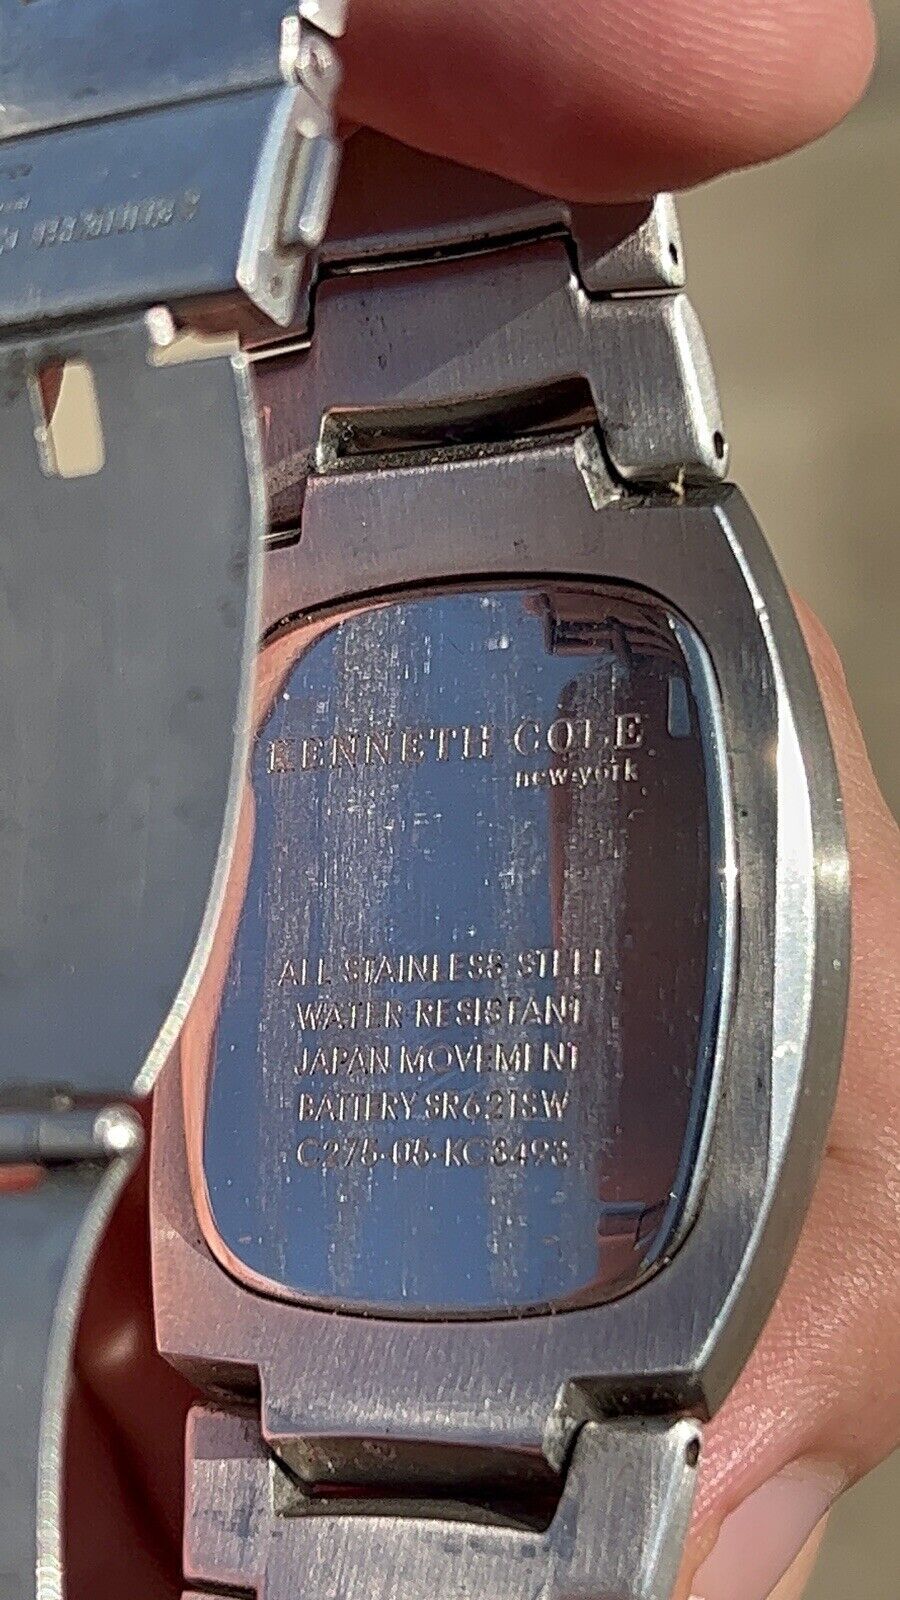 KENNETH COLE
new york
ALL STAINLESS STEEL
WATER RESISTANT
JAPAN MOVEMENT
BATTERY SR621SW
C275-05-KC3493